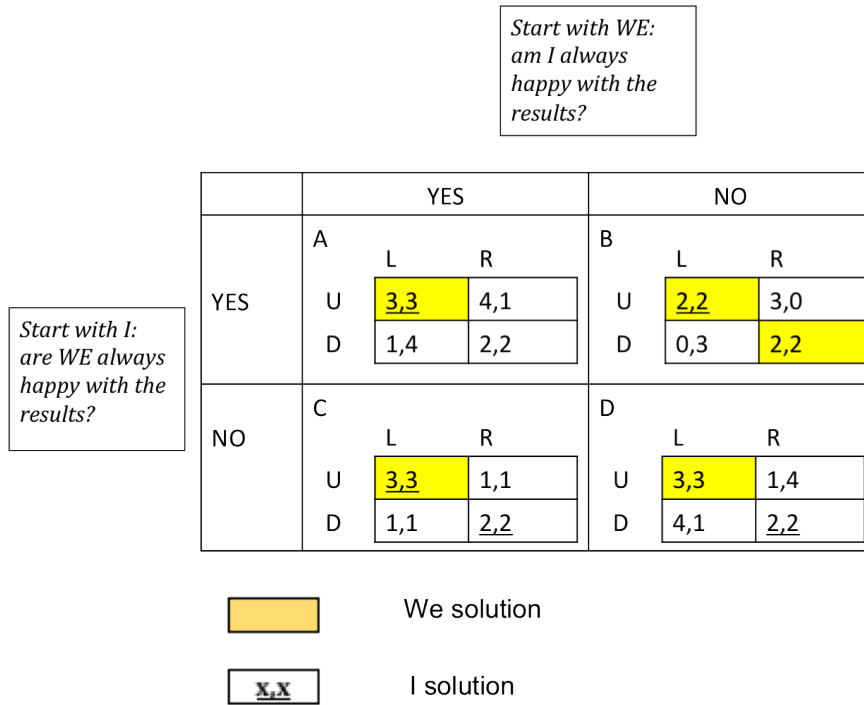 Start with WE:
am I always
happy with the
results?
YES NO
A B
L R L R
YES U 3,3 4,1 U 2,2 3,0
D 1,4 2,2 D 0,3 2,2
Start with I:
are WE always
happy with the
results?
C D
NO L R L R
U 3,3 1,1 U 3,3 1,4
D 1,1 2,2 D 4,1 2,2
We solution
x,x I solution